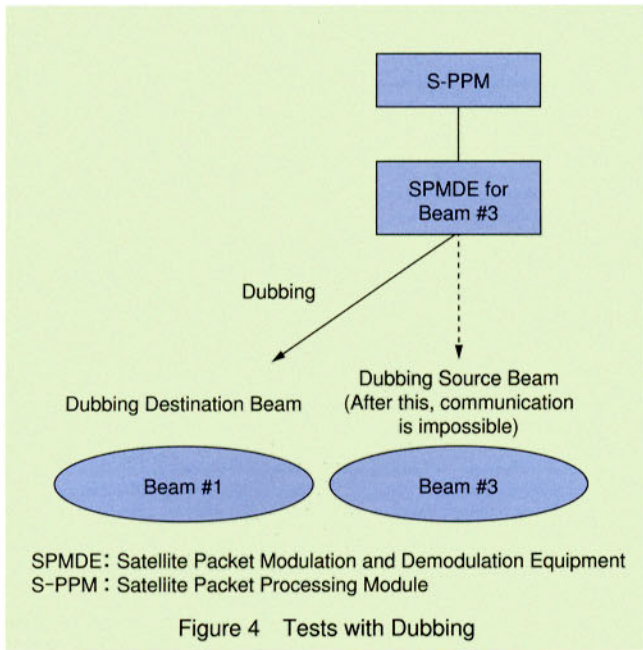 S-PPM
SPMDE for
Beam #3
Dubbing
Dubbing Destination Beam
Dubbing Source Beam
(After this, communication
is impossible)
Beam #1
Beam #3
SPMDE: Satellite Packet Modulation and Demodulation Equipment
S-PPM : Satellite Packet Processing Module
Figure 4 Tests with Dubbing